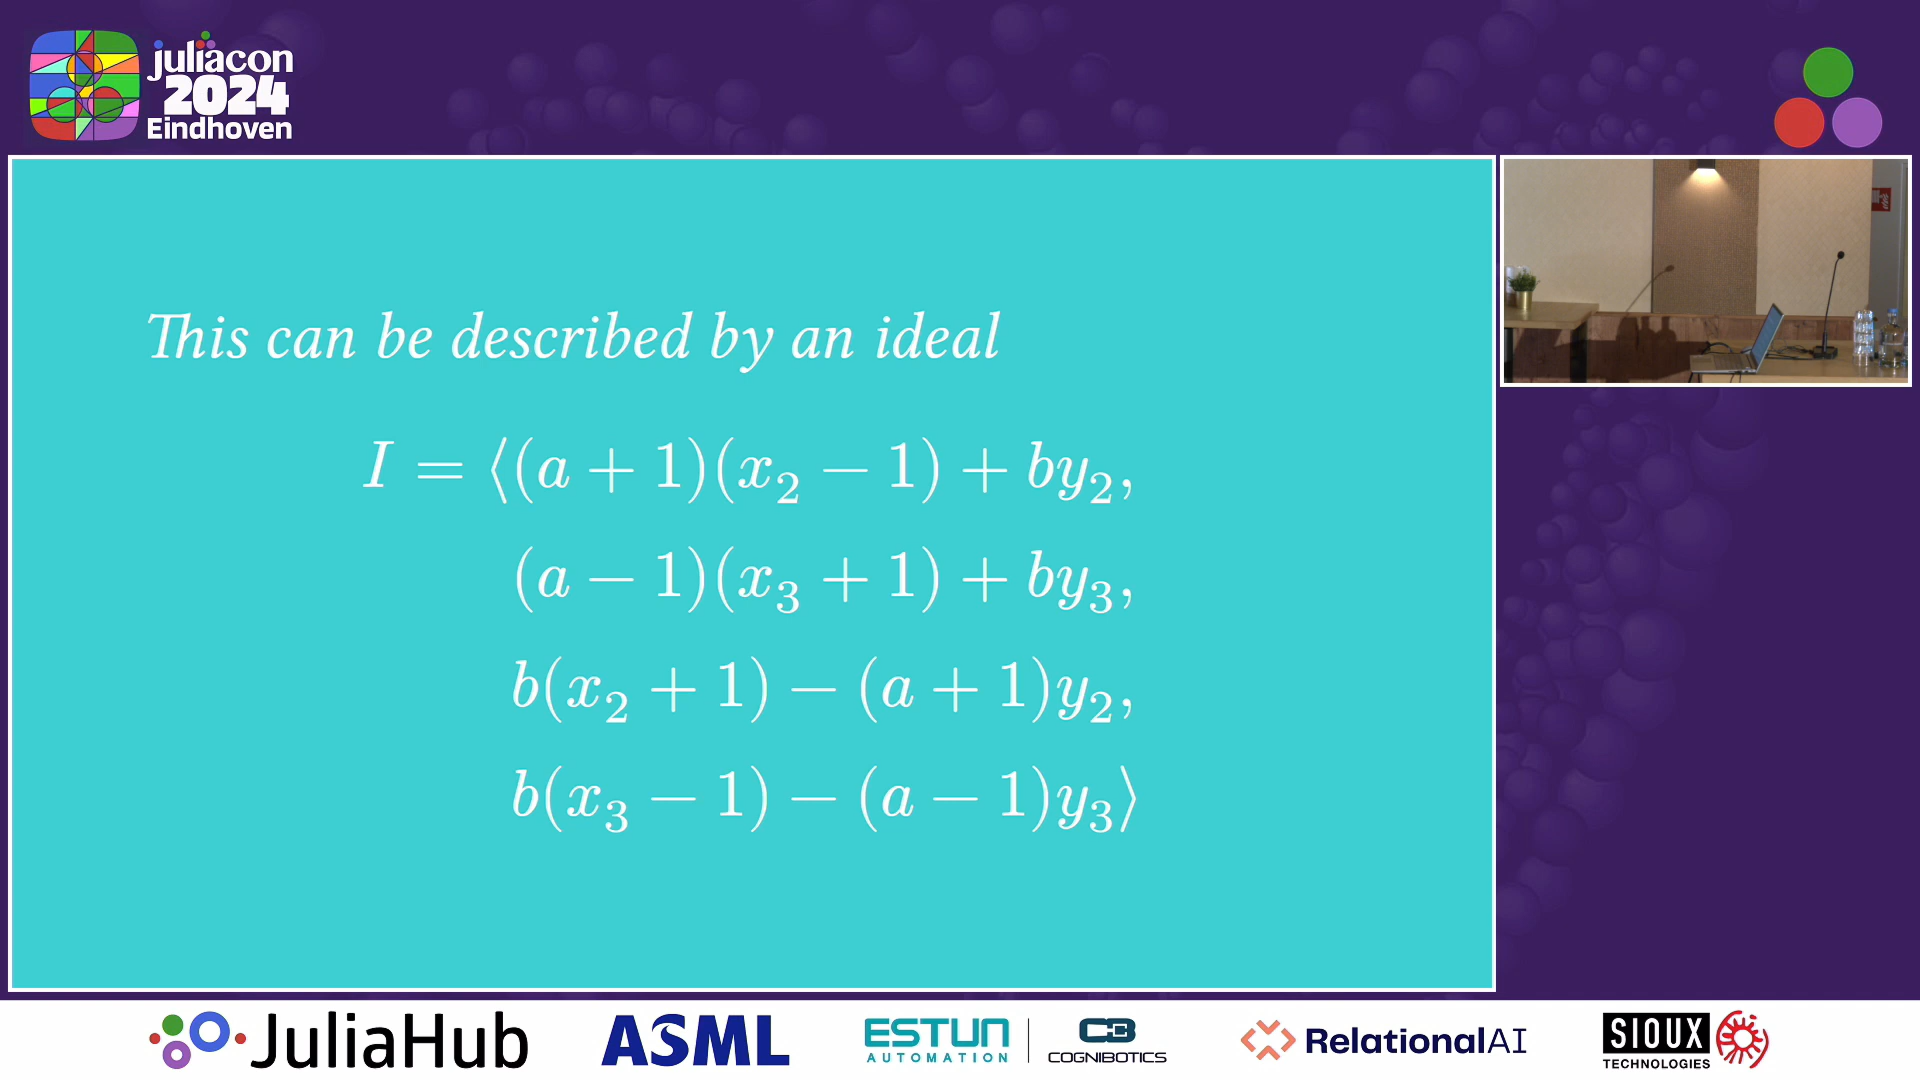 juliacon
2024
Eindhoven
This can be described by an ideal
I = ⟨(a + 1)(x₂ − 1) + by₂,
(a − 1)(x₃ + 1) + by₃,
b(x₂ + 1) − (a + 1)y₂,
b(x₃ − 1) − (a − 1)y₃⟩
JuliaHub
ASML
ESTUN
AUTOMATION
COGNIBOTICS
RelationalAI
SIOUX
TECHNOLOGIES